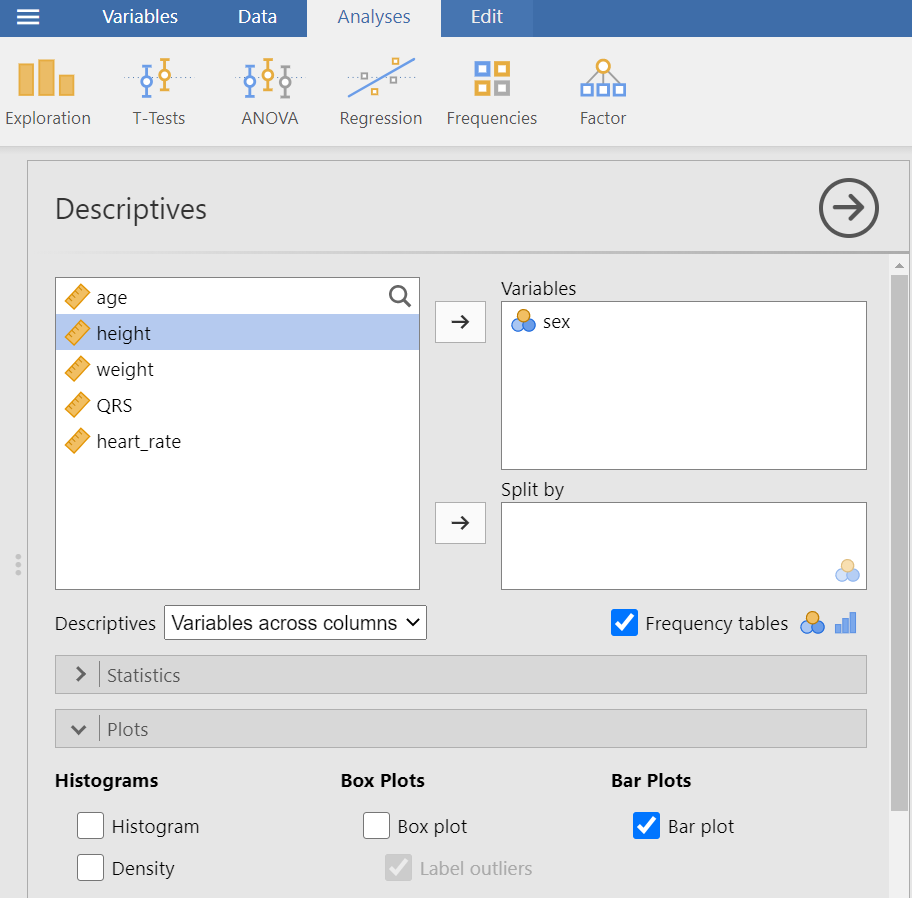 Variables Data Analyses Edit
Exploration T-Tests ANOVA Regression Frequencies Factor
Descriptives
age
height
weight
QRS
heart_rate
Variables
sex
Split by
Descriptives Variables across columns Frequency tables
Statistics
Plots
Histograms Box Plots Bar Plots
Histogram Box plot Bar plot
Density Label outliers